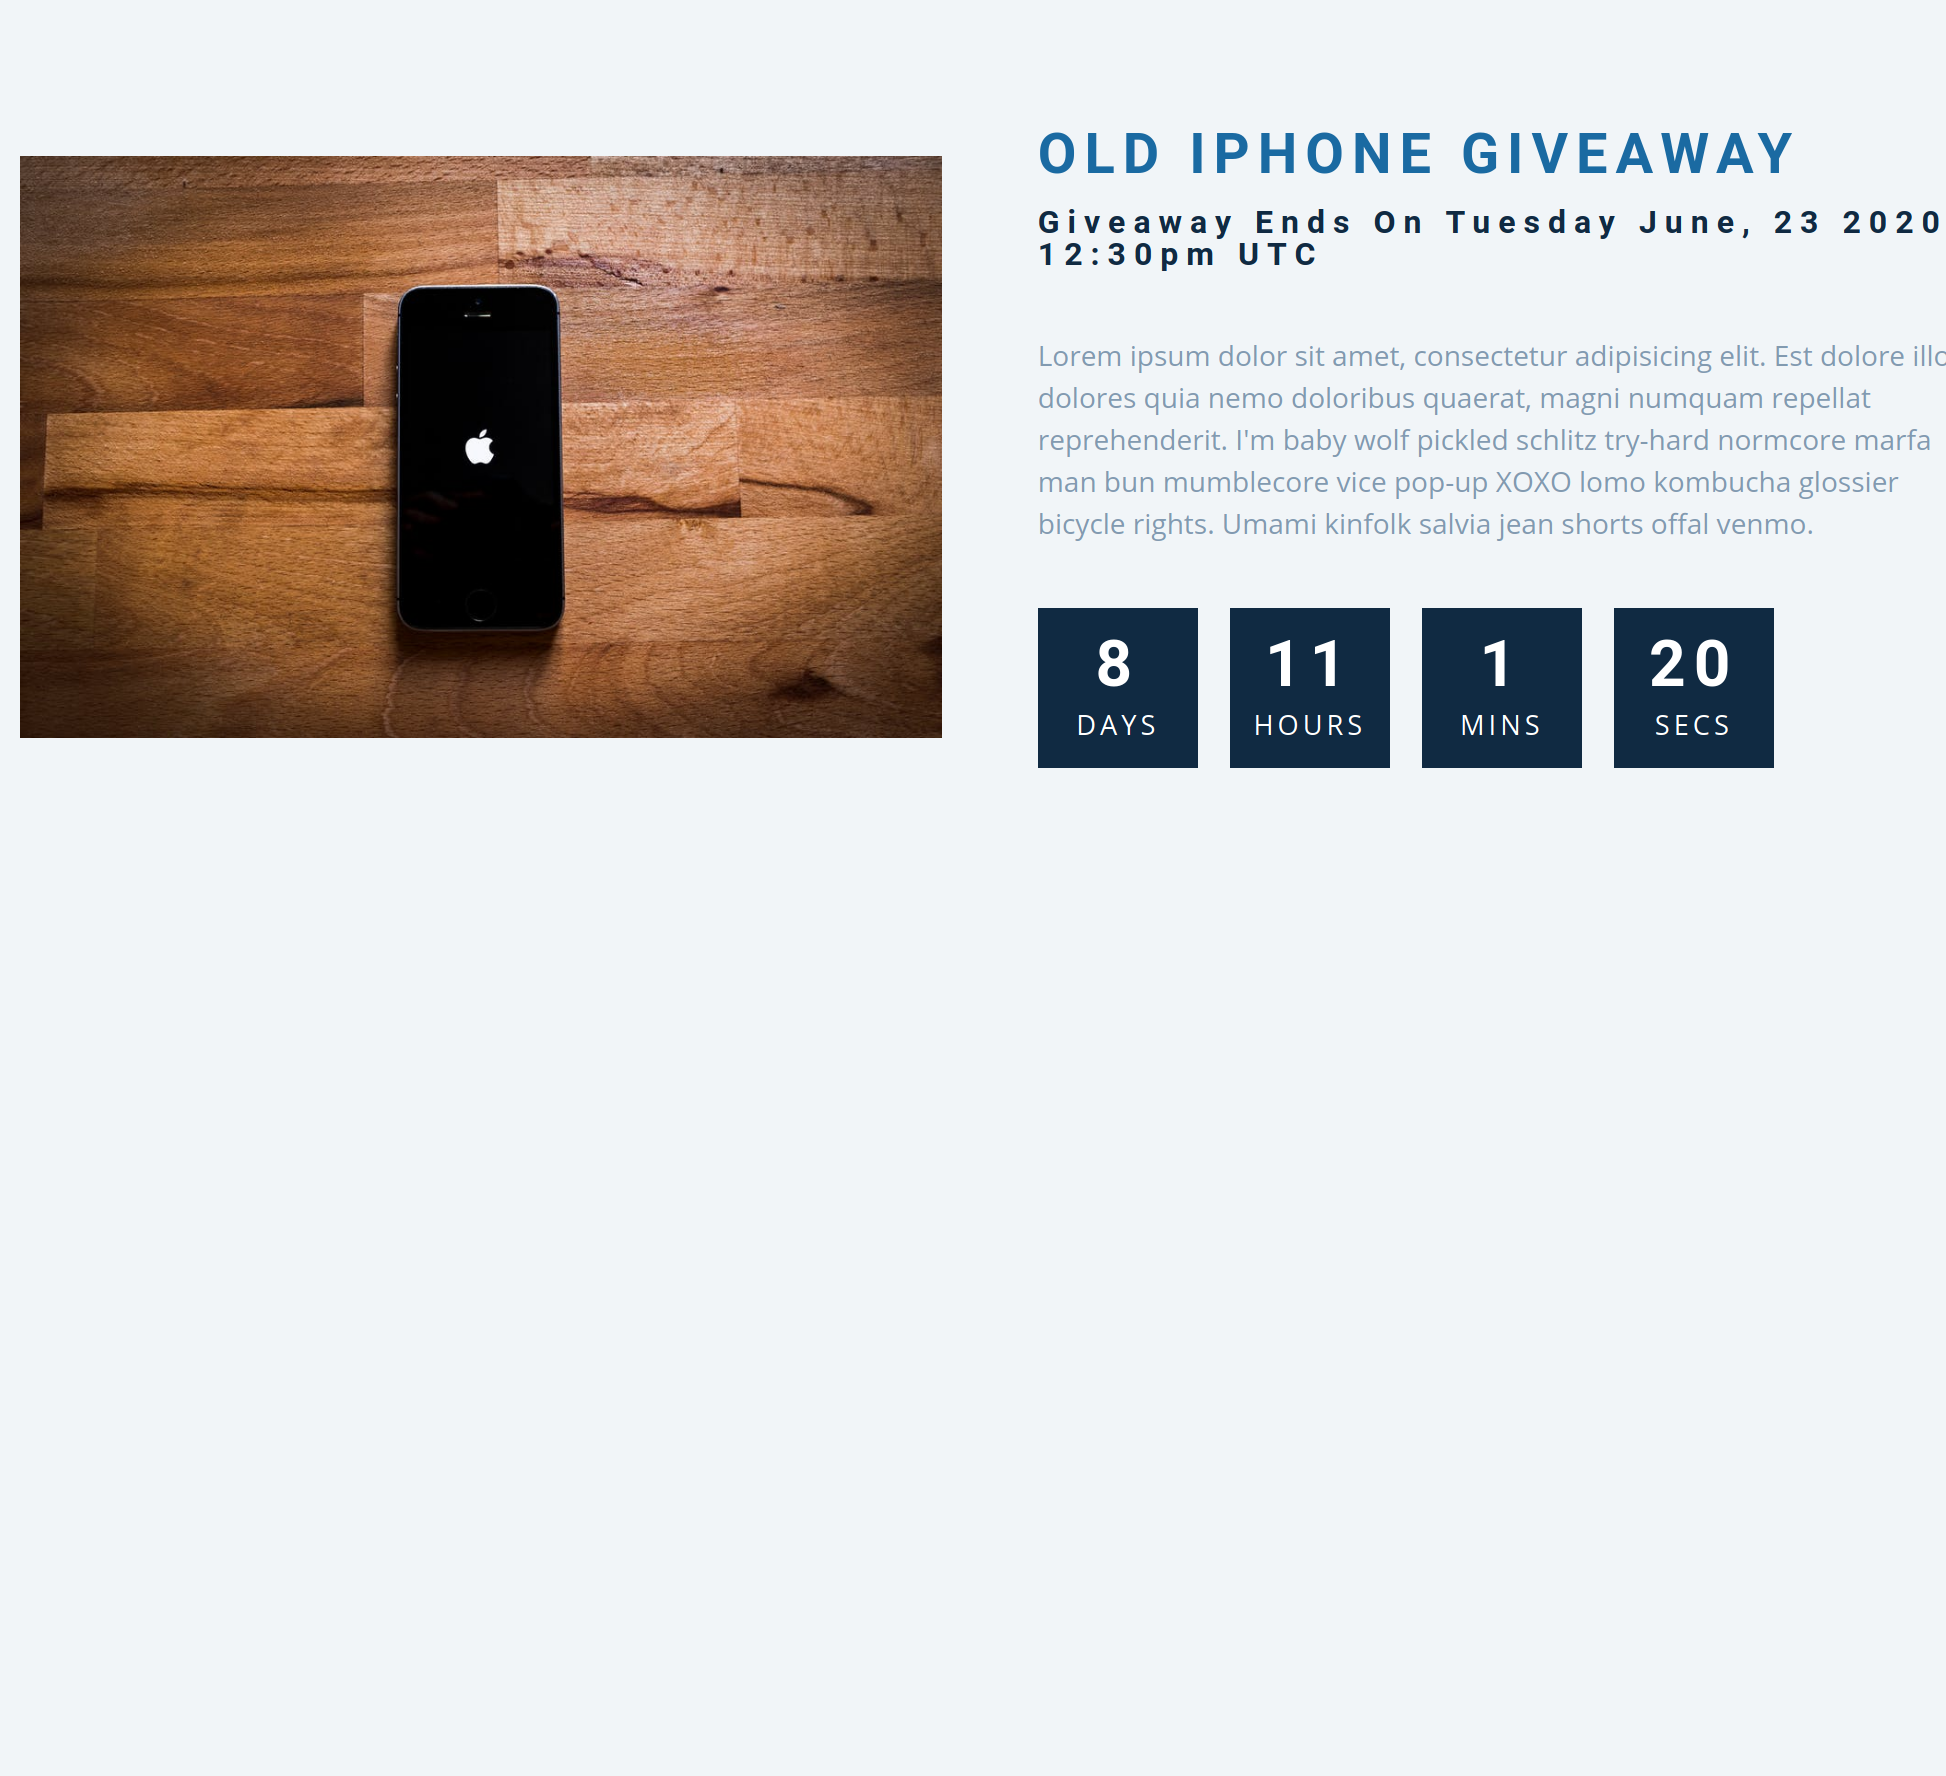 OLD IPHONE GIVEAWAY
Giveaway Ends On Tuesday June, 23 2020
12:30pm UTC
Lorem ipsum dolor sit amet, consectetur adipisicing elit. Est dolore illo
dolores quia nemo doloribus quaerat, magni numquam repellat
reprehenderit. I'm baby wolf pickled schlitz try-hard normcore marfa
man bun mumblecore vice pop-up XOXO lomo kombucha glossier
bicycle rights. Umami kinfolk salvia jean shorts offal venmo.
8 11 1 20
DAYS HOURS MINS SECS